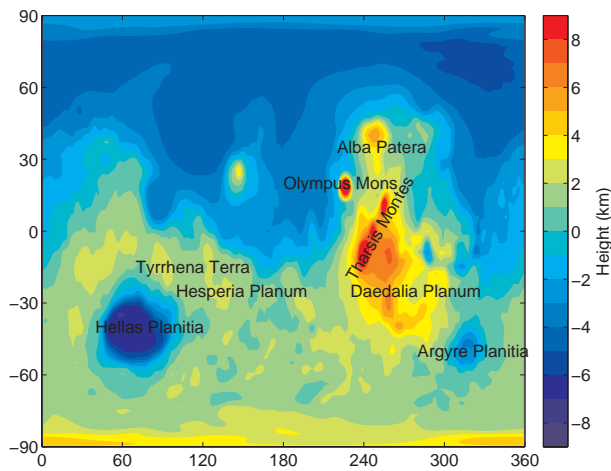 90
60
30
0
−30
−60
−90
0
60
120
180
240
300
360
Alba Patera
Olympus Mons
Tharsis Montes
Tyrrhena Terra
Hesperia Planum
Daedalia Planum
Hellas Planitia
Argyre Planitia
8
6
4
2
0
−2
−4
−6
−8
Height (km)